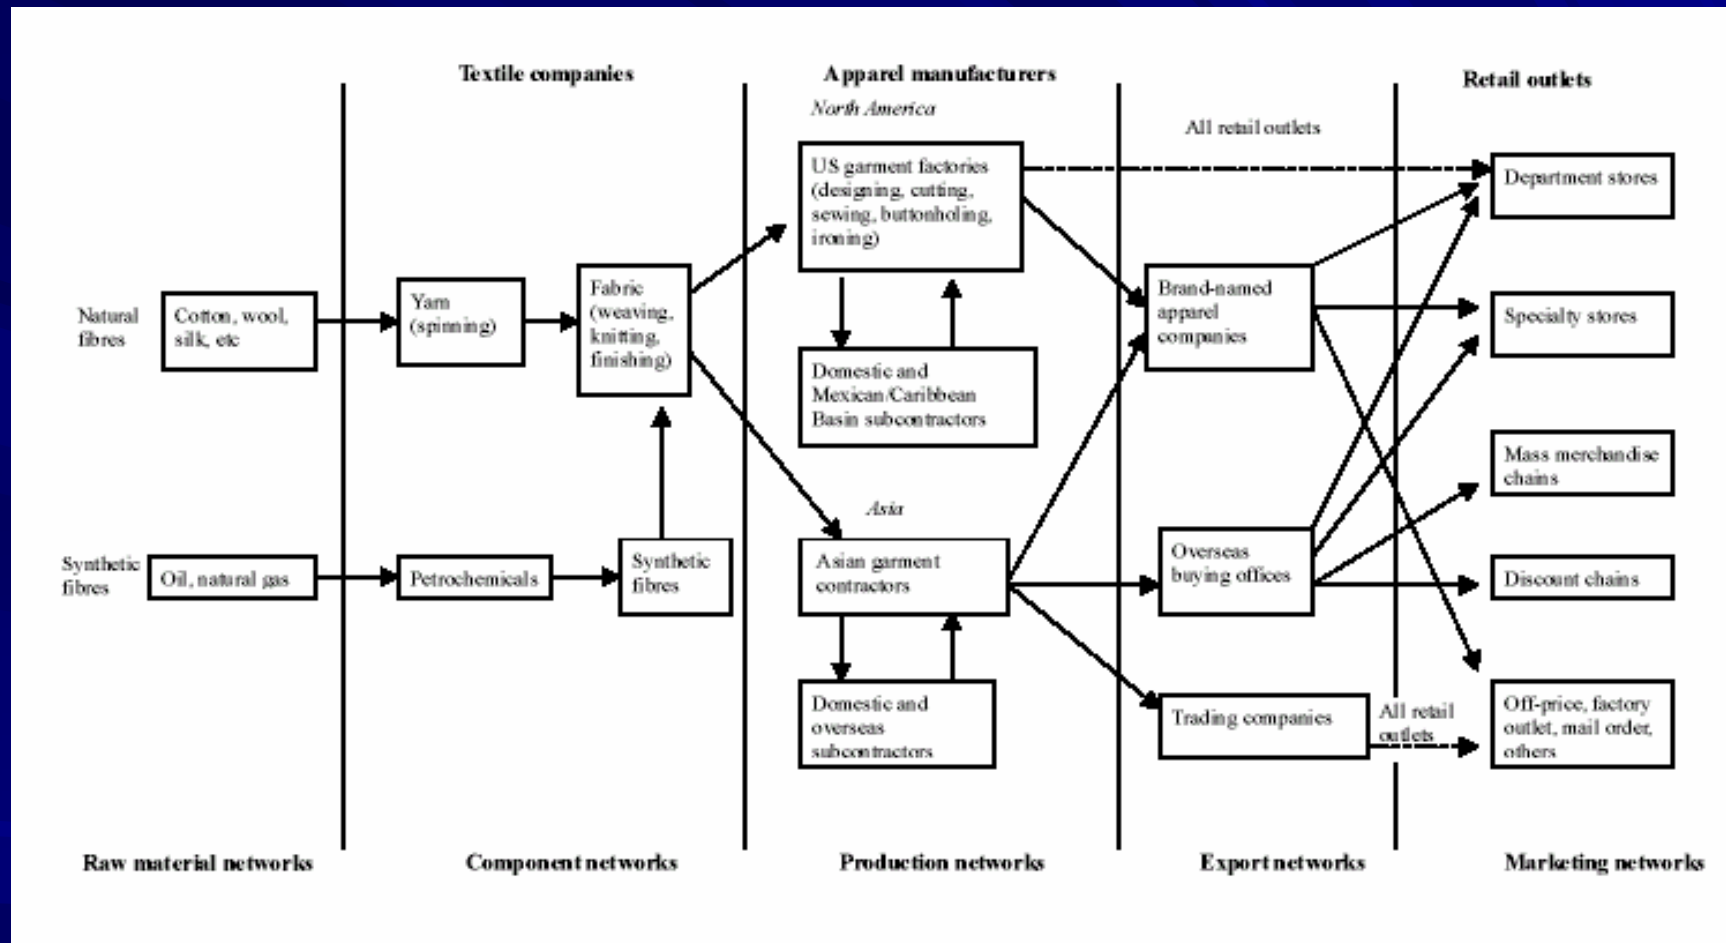 Textile companies
Apparel manufacturers
Retail outlets
North America
All retail outlets
US garment factories
(designing, cutting,
sewing, buttonholing,
ironing)
Department stores
Natural
fibres
Cotton, wool,
silk, etc
Yarn
(spinning)
Fabric
(weaving,
knitting,
finishing)
Domestic and
Mexican/Caribbean
Basin subcontractors
Brand-named
apparel
companies
Specialty stores
Mass merchandise
chains
Asia
Synthetic
fibres
Oil, natural gas
Petrochemicals
Synthetic
fibres
Asian garment
contractors
Overseas
buying offices
Discount chains
Domestic and
overseas
subcontractors
Trading companies
All retail
outlets
Off-price, factory
outlet, mail order,
others
Raw material networks
Component networks
Production networks
Export networks
Marketing networks